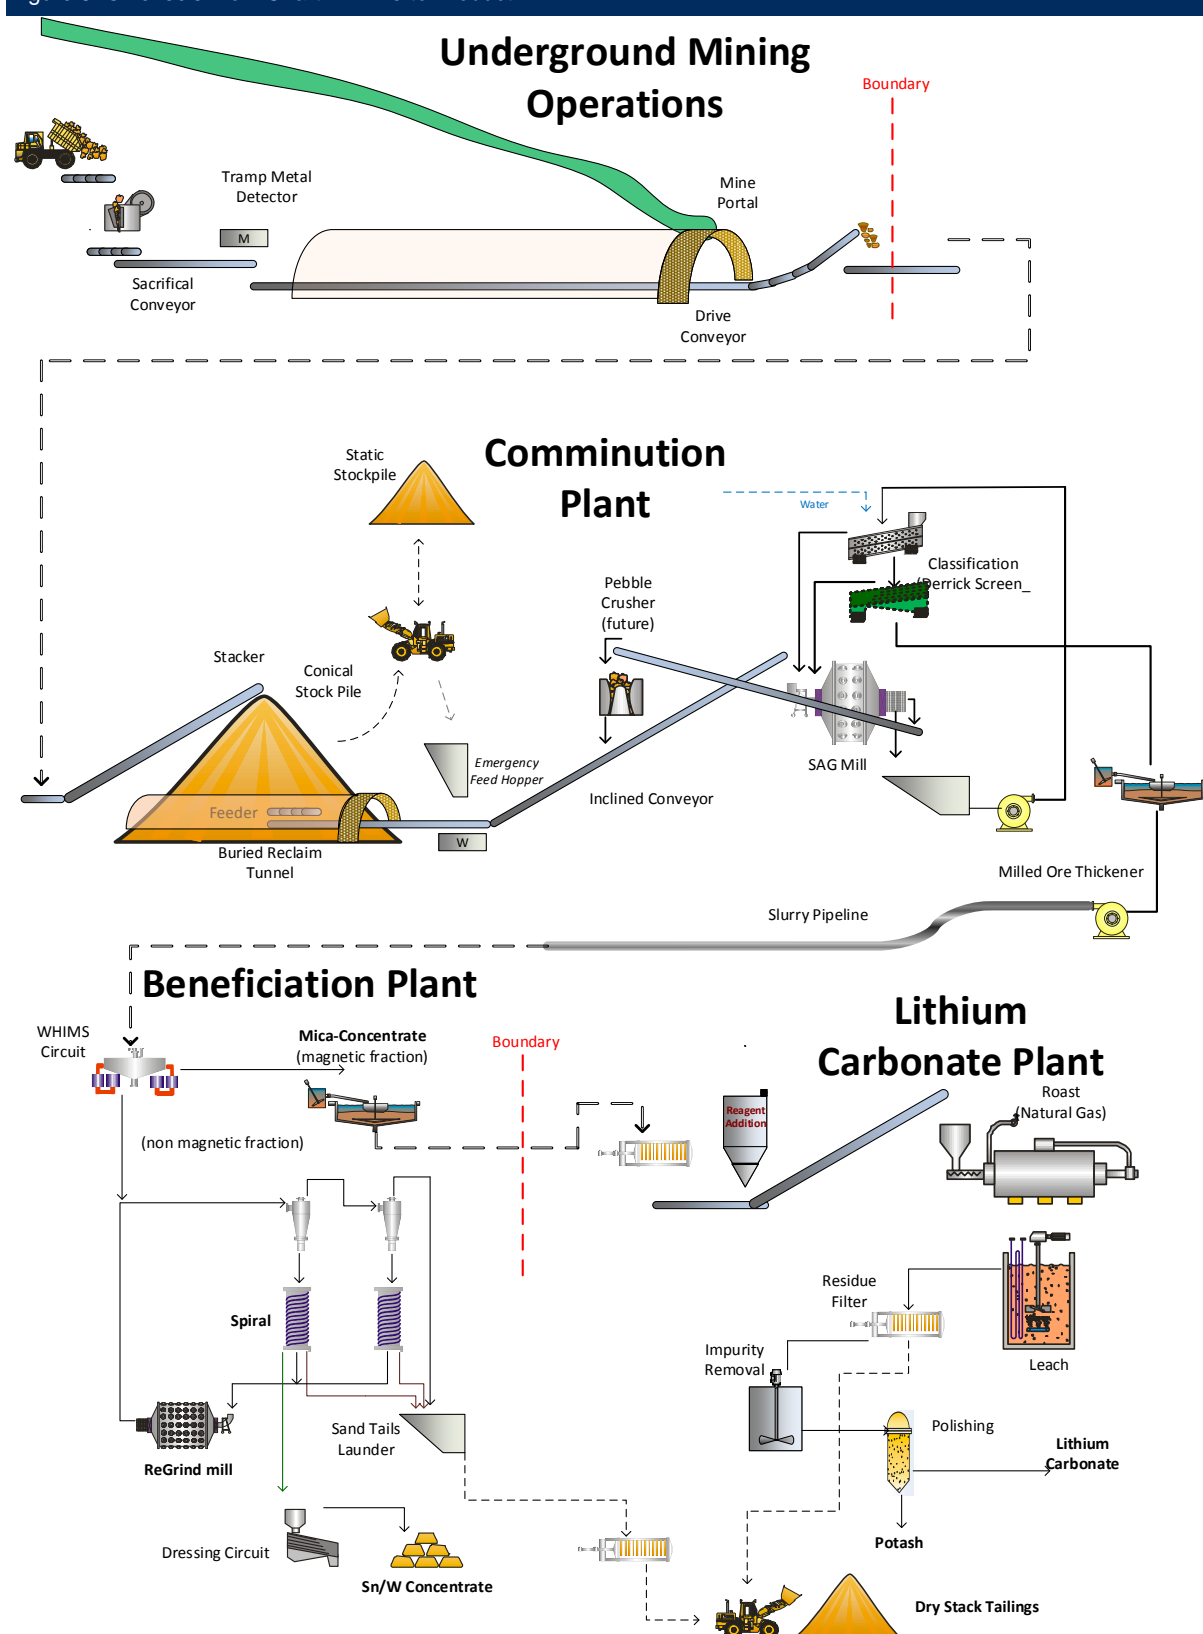 Underground Mining
Operations
Boundary
Tramp Metal
Detector
Mine
Portal
M
Sacrifical
Conveyor
Drive
Conveyor
Comminution
Plant
Static
Stockpile
Water
Classification
(Derrick Screen_
Pebble
Crusher
(future)
Stacker
Conical
Stock Pile
Emergency
Feed Hopper
SAG Mill
Inclined Conveyor
Feeder
W
Buried Reclaim
Tunnel
Milled Ore Thickener
Slurry Pipeline
Beneficiation Plant
Lithium
Carbonate Plant
WHIMS
Circuit
Mica-Concentrate
(magnetic fraction)
Boundary
Roast
(Natural Gas)
Reagent
Addition
(non magnetic fraction)
Residue
Filter
Spiral
Impurity
Removal
Leach
Sand Tails
Launder
Polishing
Lithium
Carbonate
ReGrind mill
Potash
Dressing Circuit
Sn/W Concentrate
Dry Stack Tailings